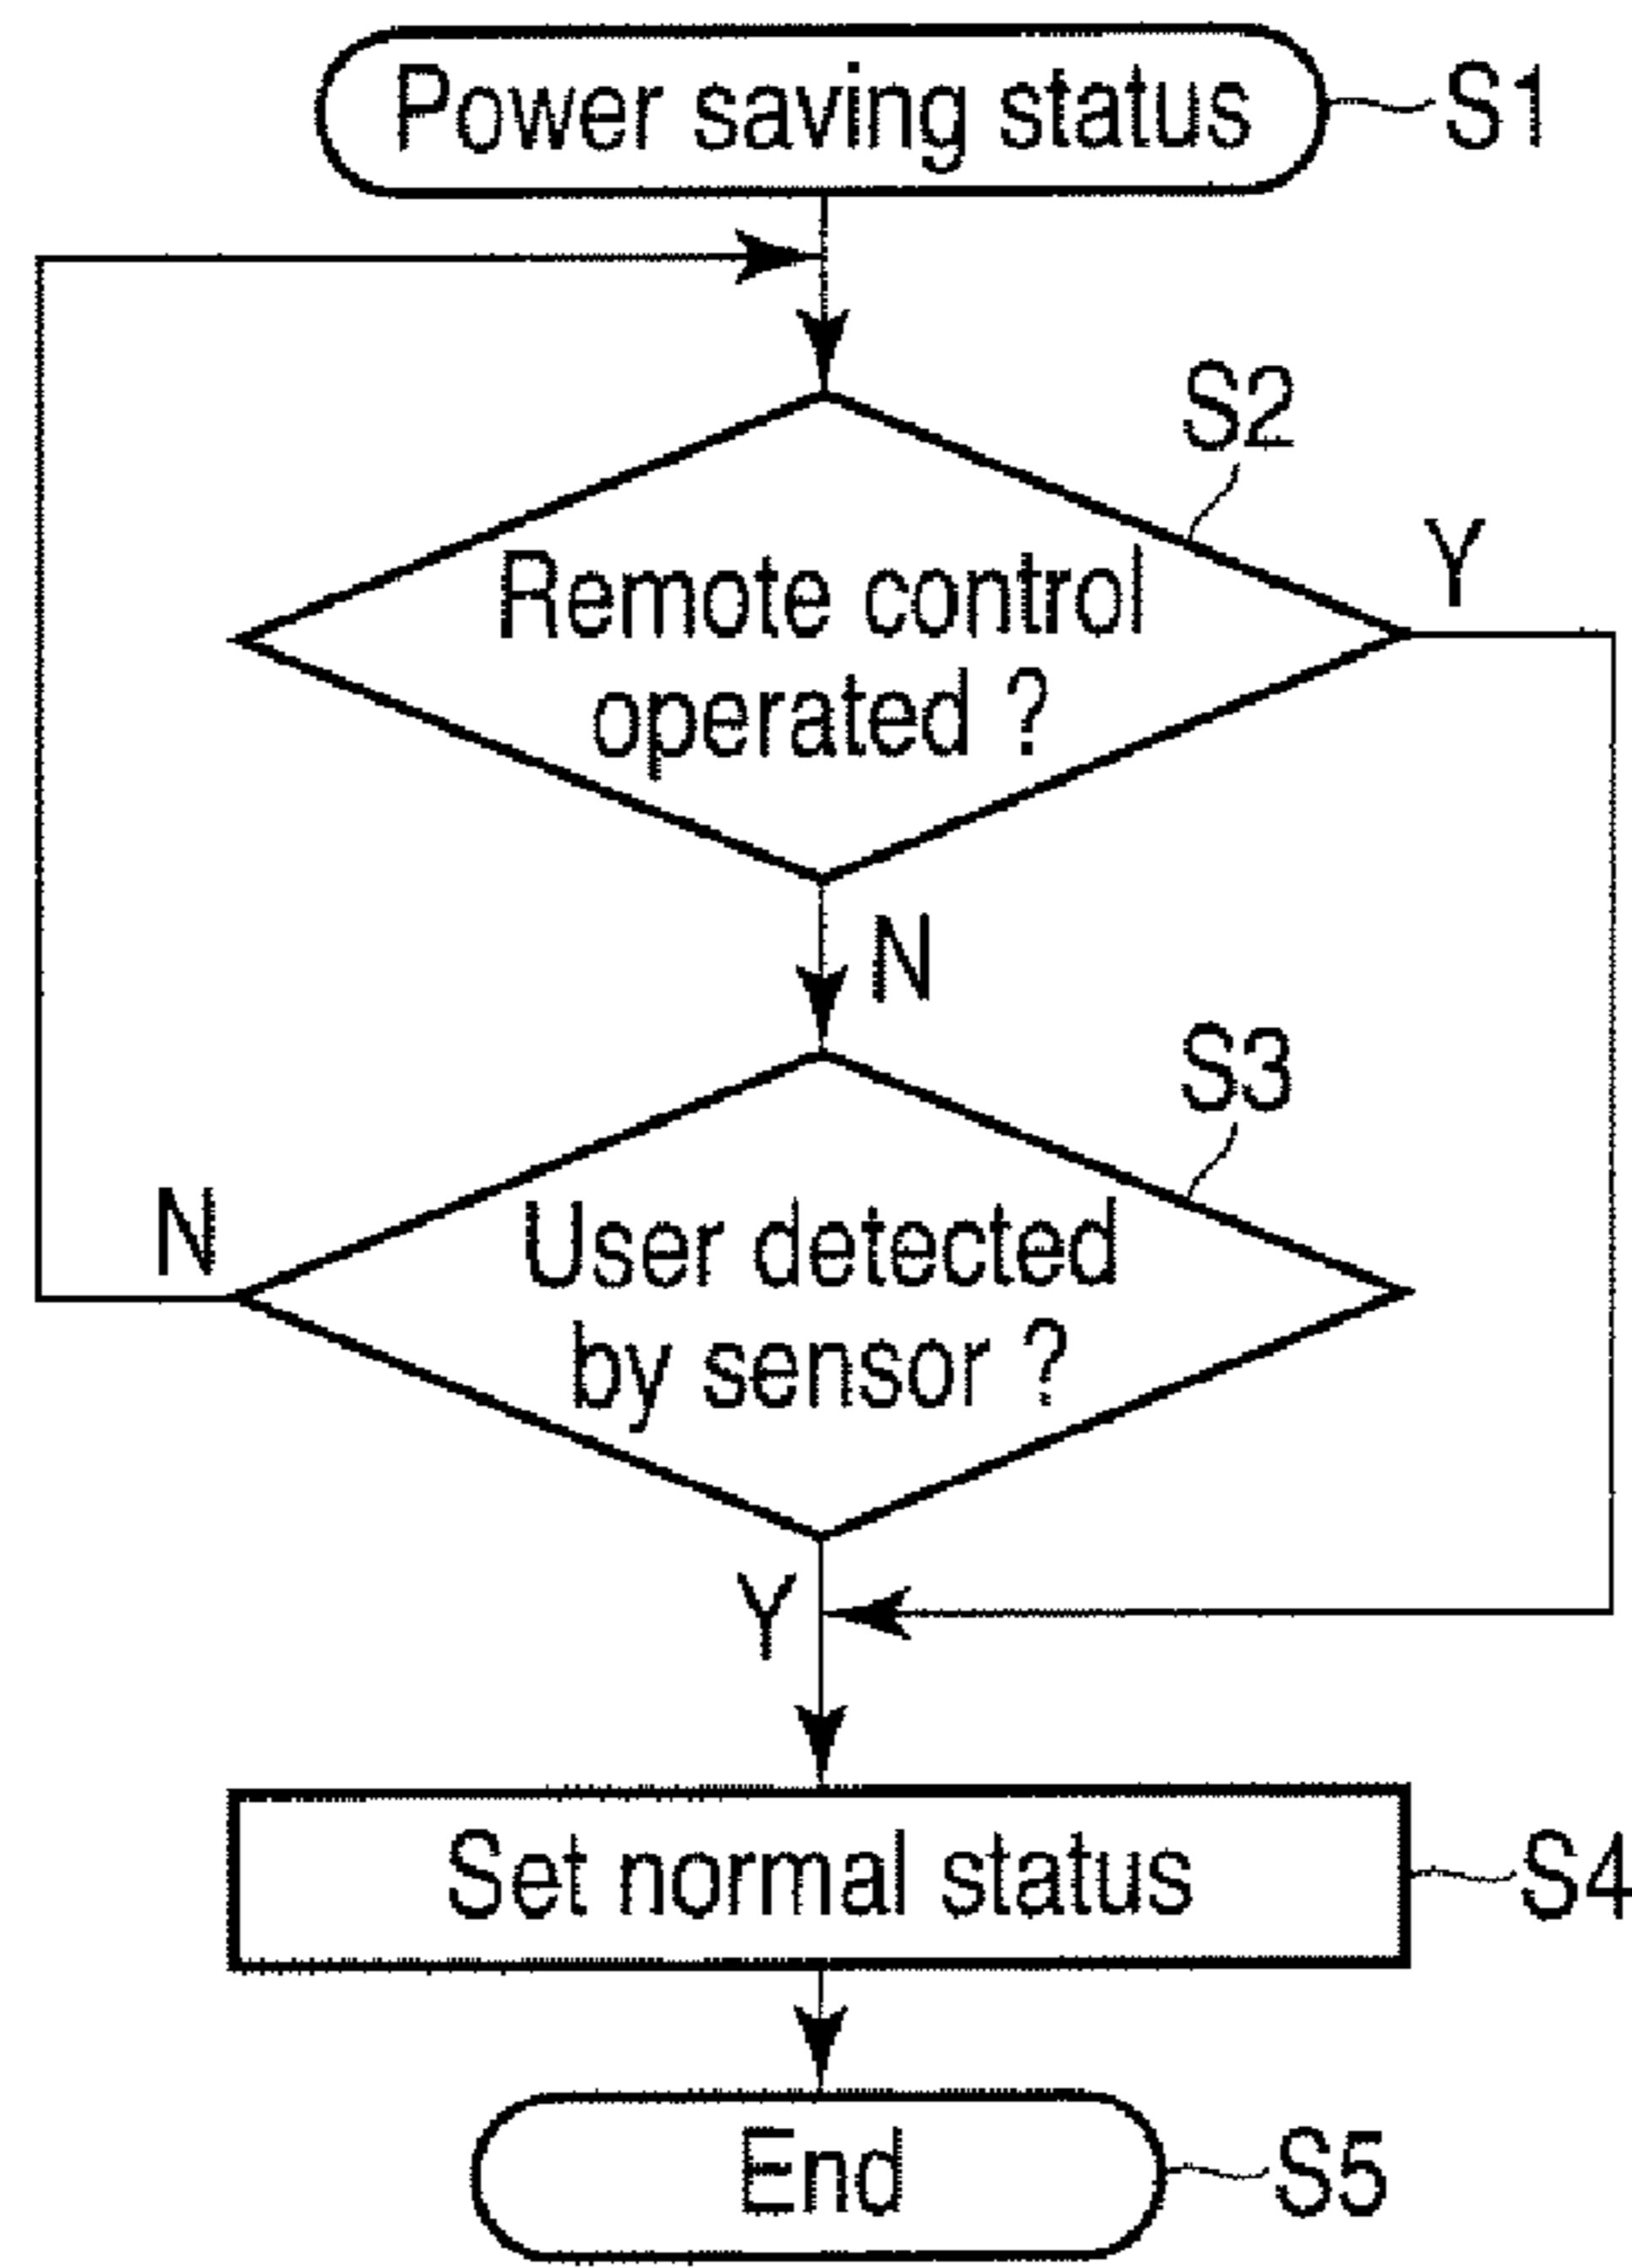 Power saving status
S1
S2
Remote control
operated ?
Y
N
S3
User detected
by sensor ?
N
Y
Set normal status
S4
End
S5